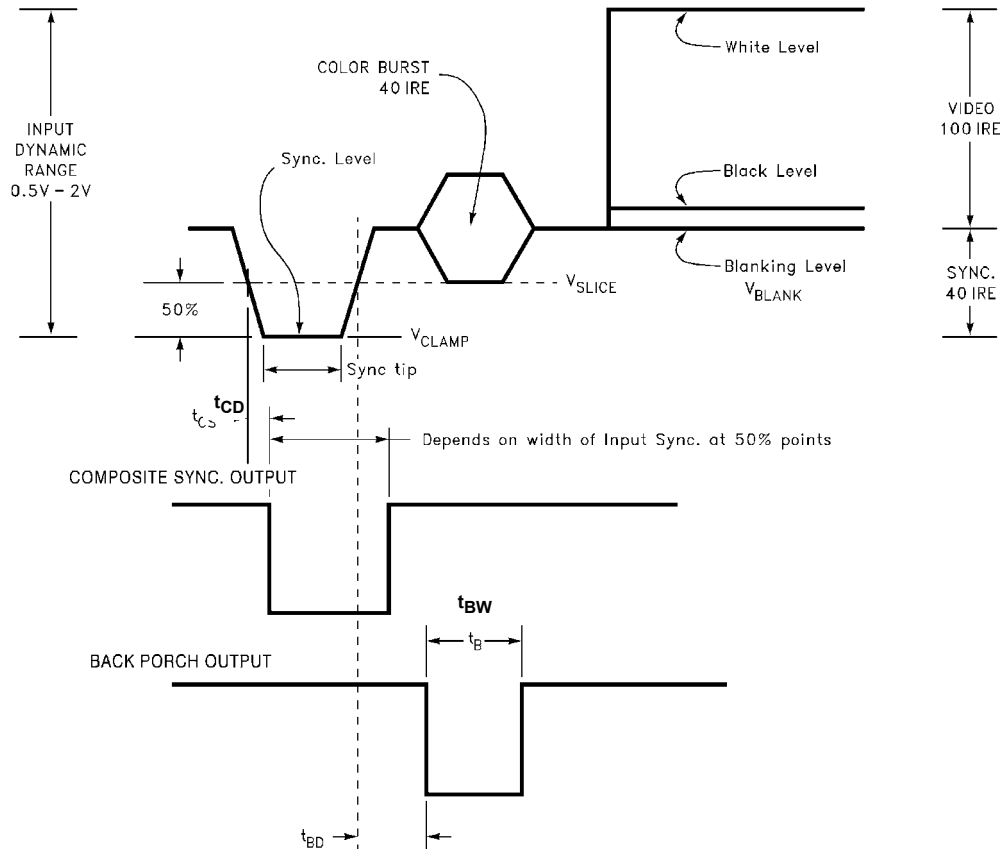 White Level
COLOR BURST
40 IRE
INPUT
DYNAMIC
RANGE
0.5V – 2V
VIDEO
100 IRE
Sync. Level
Black Level
50%
V_SLICE
Blanking Level
V_BLANK
SYNC.
40 IRE
V_CLAMP
Sync tip
t_CD
Depends on width of Input Sync. at 50% points
COMPOSITE SYNC. OUTPUT
t_BW
t_B
BACK PORCH OUTPUT
t_BD